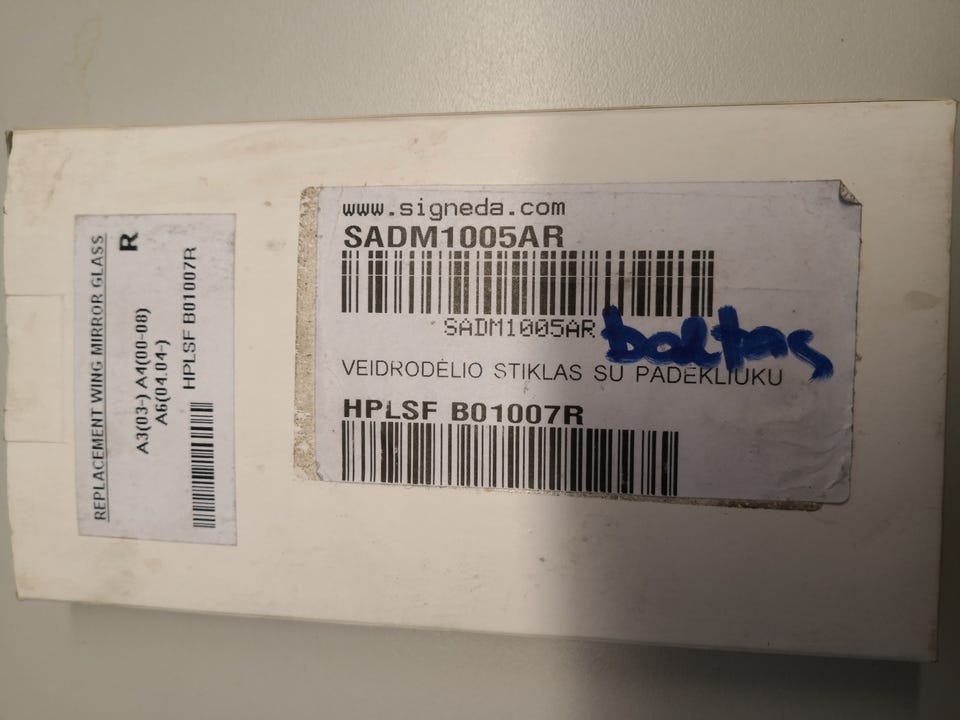 REPLACEMENT WING MIRROR GLASS
R
A3(03-) A4(00-08)
A6(04.04-)
HPLSF B01007R
www.signeda.com
SADM1005AR
SADM1005AR
baltas
VEIDRODĖLIO STIKLAS SU PADĖKLIUKU
HPLSF B01007R